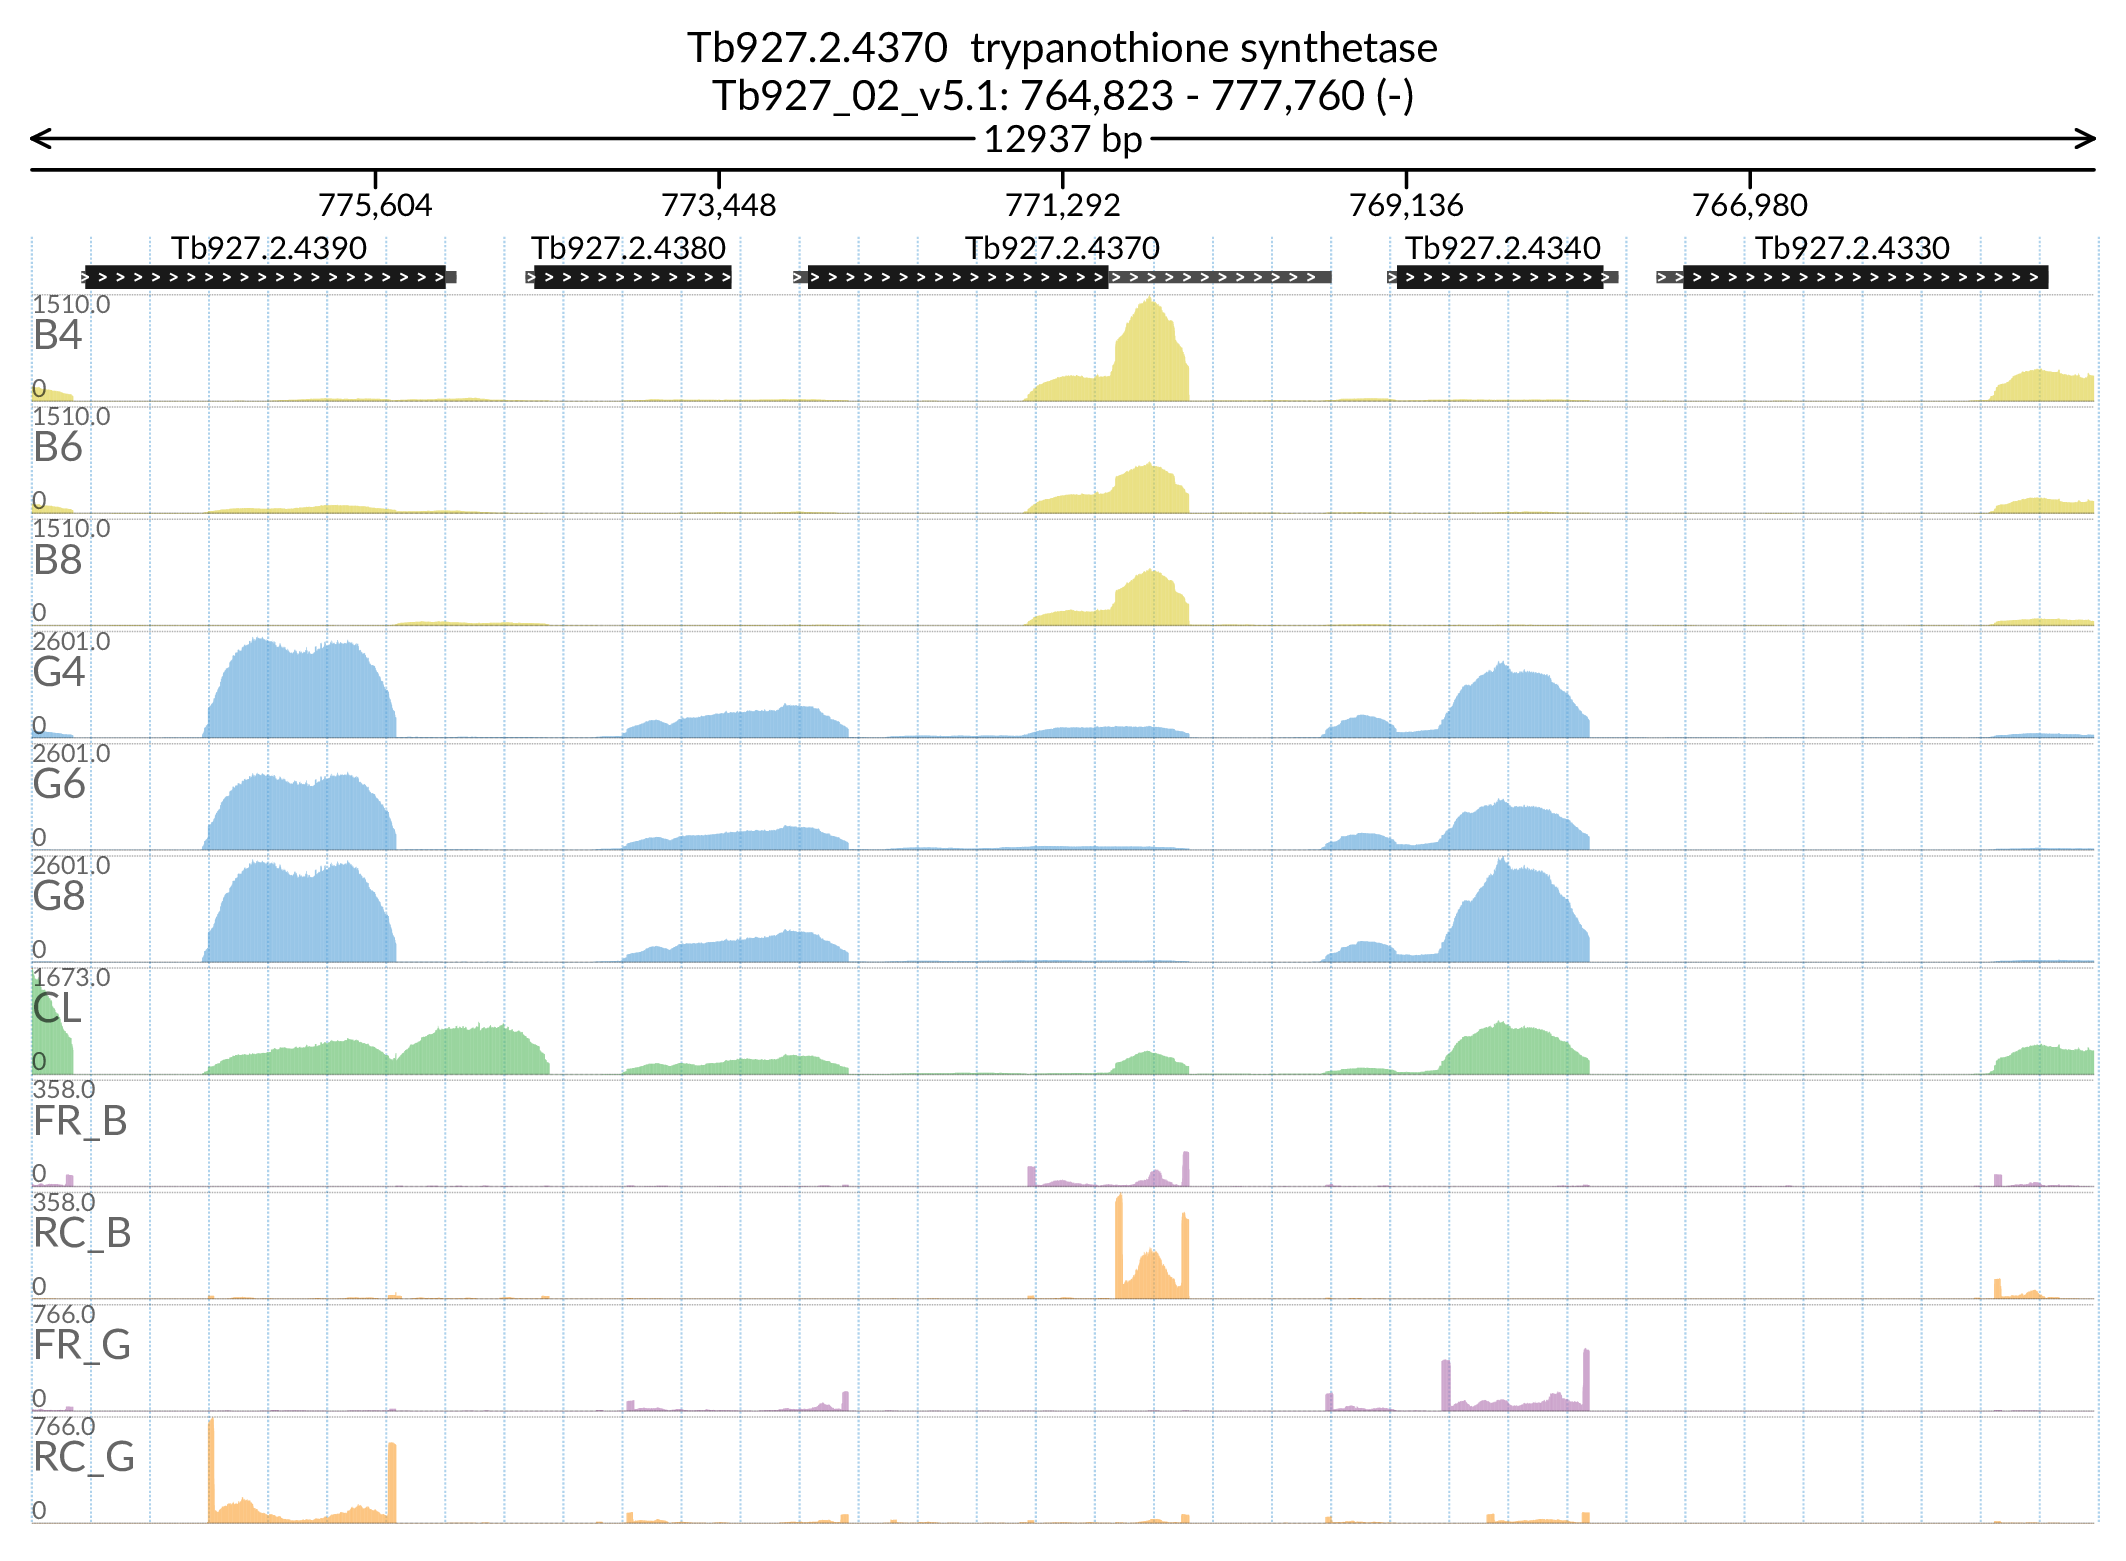 Tb927.2.4370  trypanothione synthetase
Tb927_02_v5.1: 764,823 - 777,760 (-)
12937 bp
775,604 773,448 771,292 769,136 766,980
Tb927.2.4390 Tb927.2.4380 Tb927.2.4370 Tb927.2.4340 Tb927.2.4330
1510.0
B4
0
1510.0
B6
0
1510.0
B8
0
2601.0
G4
0
2601.0
G6
0
2601.0
G8
0
1673.0
CL
0
358.0
FR_B
0
358.0
RC_B
0
766.0
FR_G
0
766.0
RC_G
0